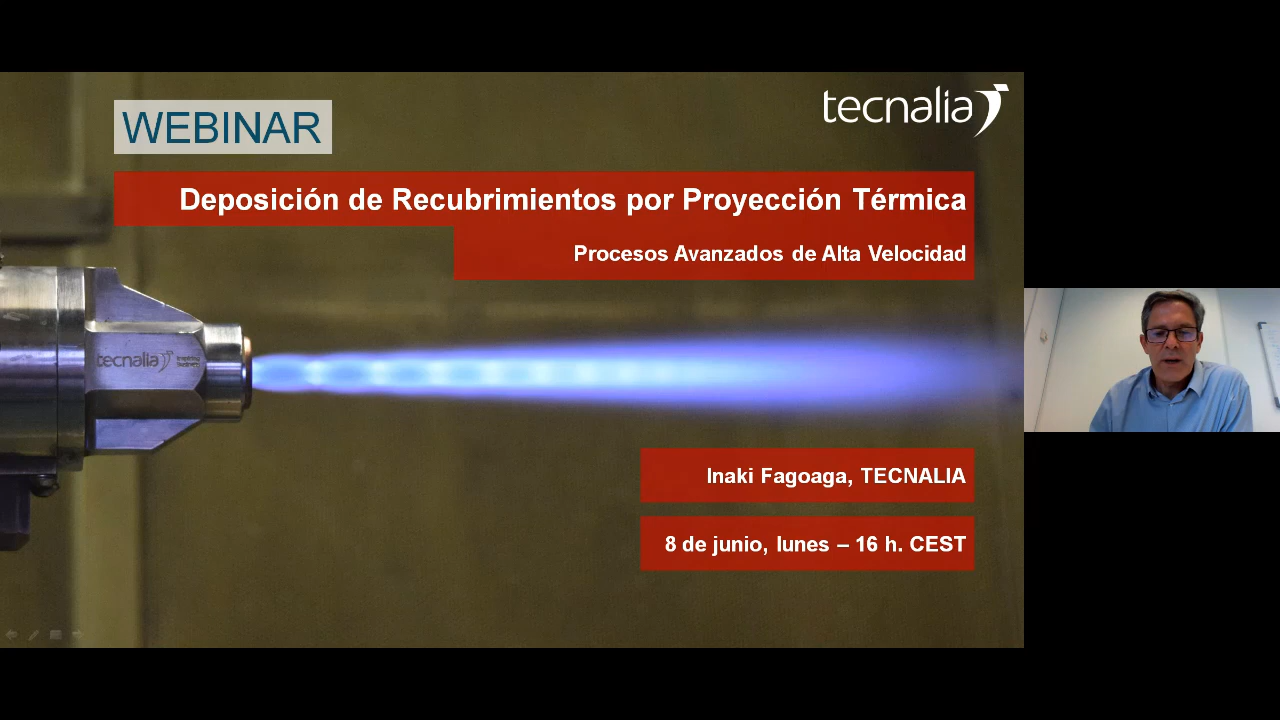 tecnalia
WEBINAR
Deposición de Recubrimientos por Proyección Térmica
Procesos Avanzados de Alta Velocidad
tecnalia
Inaki Fagoaga, TECNALIA
8 de junio, lunes – 16 h. CEST